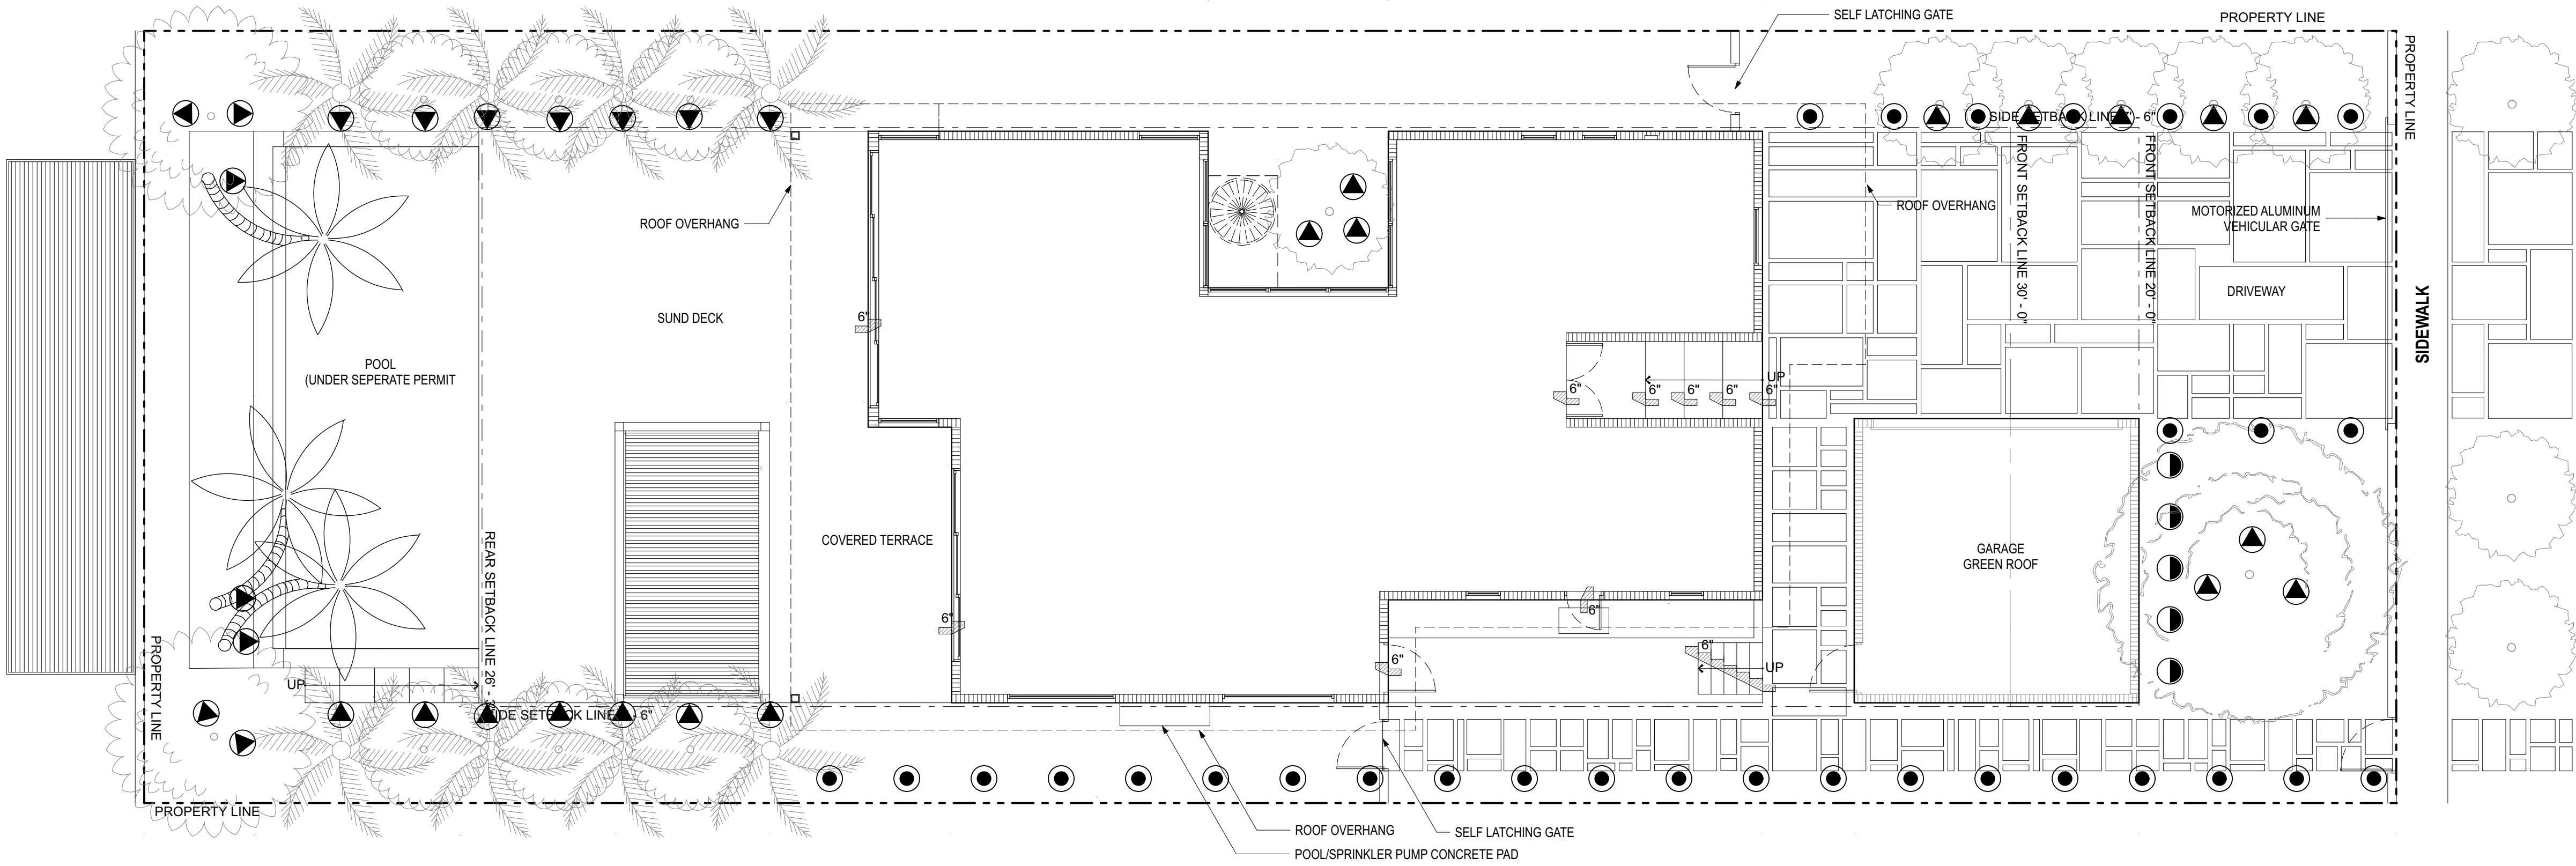 SELF LATCHING GATE
PROPERTY LINE
PROPERTY LINE
SIDE SETBACK LINE 7' - 6"
FRONT SETBACK LINE 30' - 0"
FRONT SETBACK LINE 20' - 0"
ROOF OVERHANG
ROOF OVERHANG
MOTORIZED ALUMINUM
VEHICULAR GATE
DRIVEWAY
SIDEWALK
SUND DECK
6"
POOL
(UNDER SEPERATE PERMIT
UP
6"
6"
6"
6"
6"
6"
COVERED TERRACE
REAR SETBACK LINE 26' -
GARAGE
GREEN ROOF
6"
6"
6"
6"
UP
UP
SIDE SETBACK LINE - 6"
PROPERTY LINE
PROPERTY LINE
ROOF OVERHANG
SELF LATCHING GATE
POOL/SPRINKLER PUMP CONCRETE PAD